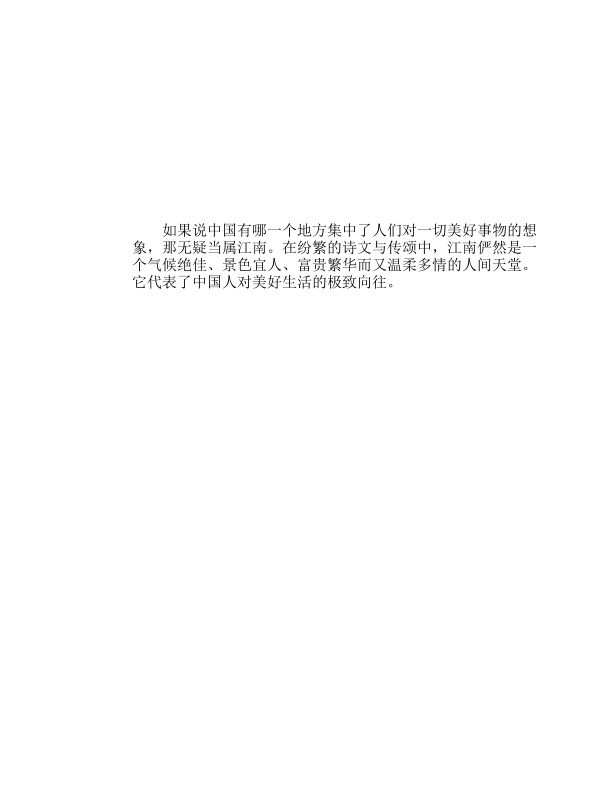 如果说中国有哪一个地方集中了人们对一切美好事物的想
象，那无疑当属江南。在纷繁的诗文与传颂中，江南俨然是一
个气候绝佳、景色宜人、富贵繁华而又温柔多情的人间天堂。
它代表了中国人对美好生活的极致向往。